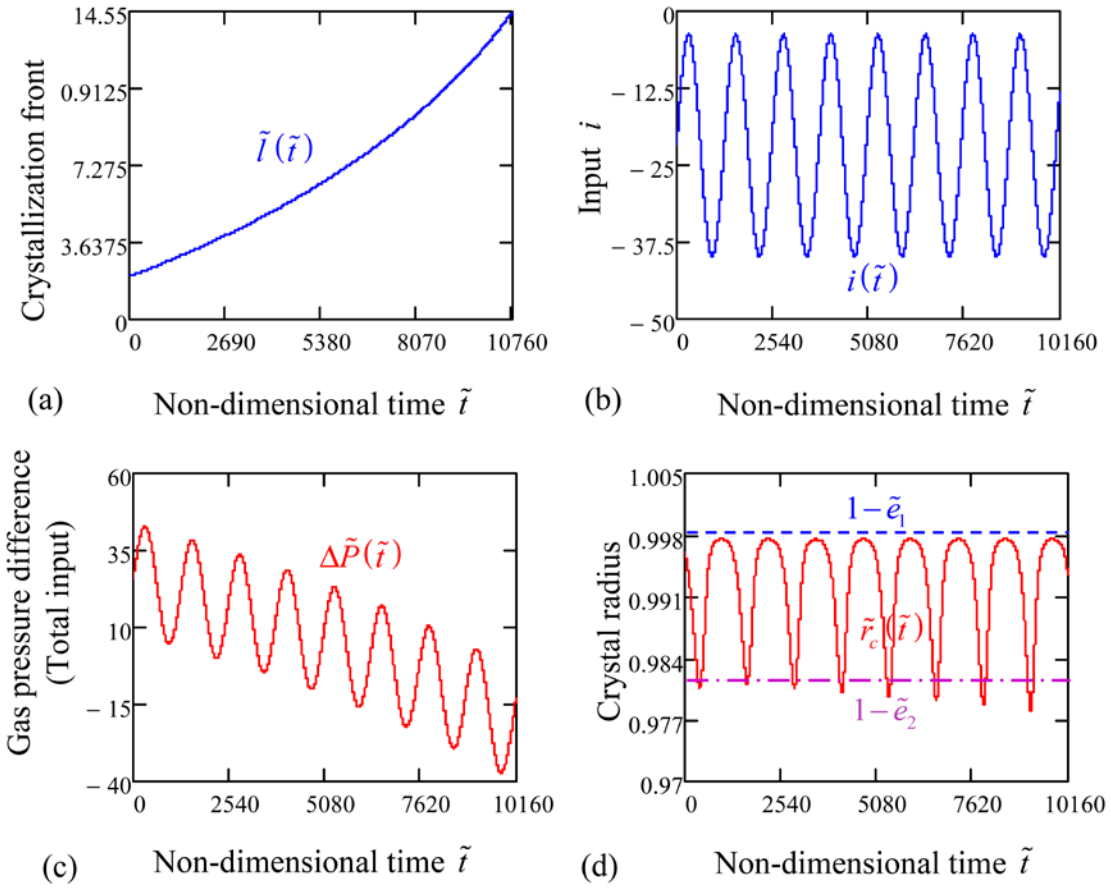 14.55
0.9125
7.275
3.6375
0
Crystallization front
l̃(t̃)
0
2690
5380
8070
10760
(a)
Non-dimensional time t̃
0
−12.5
−25
−37.5
−50
Input i
i(t̃)
0
2540
5080
7620
10160
(b)
Non-dimensional time t̃
60
35
10
−15
−40
Gas pressure difference
(Total input)
ΔP̃(t̃)
0
2540
5080
7620
10160
(c)
Non-dimensional time t̃
1.005
0.998
0.991
0.984
0.977
0.97
Crystal radius
1−ẽ₁
r̃c(t̃)
1−ẽ₂
0
2540
5080
7620
10160
(d)
Non-dimensional time t̃